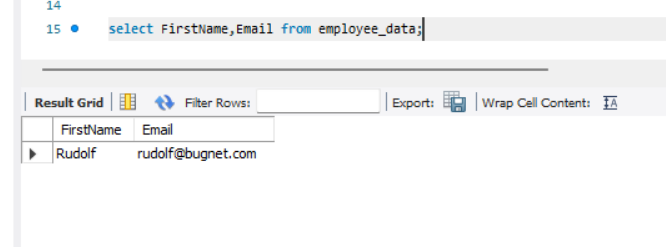 14
15 select FirstName,Email from employee_data;
Result Grid Filter Rows: Export: Wrap Cell Content: IA
FirstName Email
Rudolf rudolf@bugnet.com